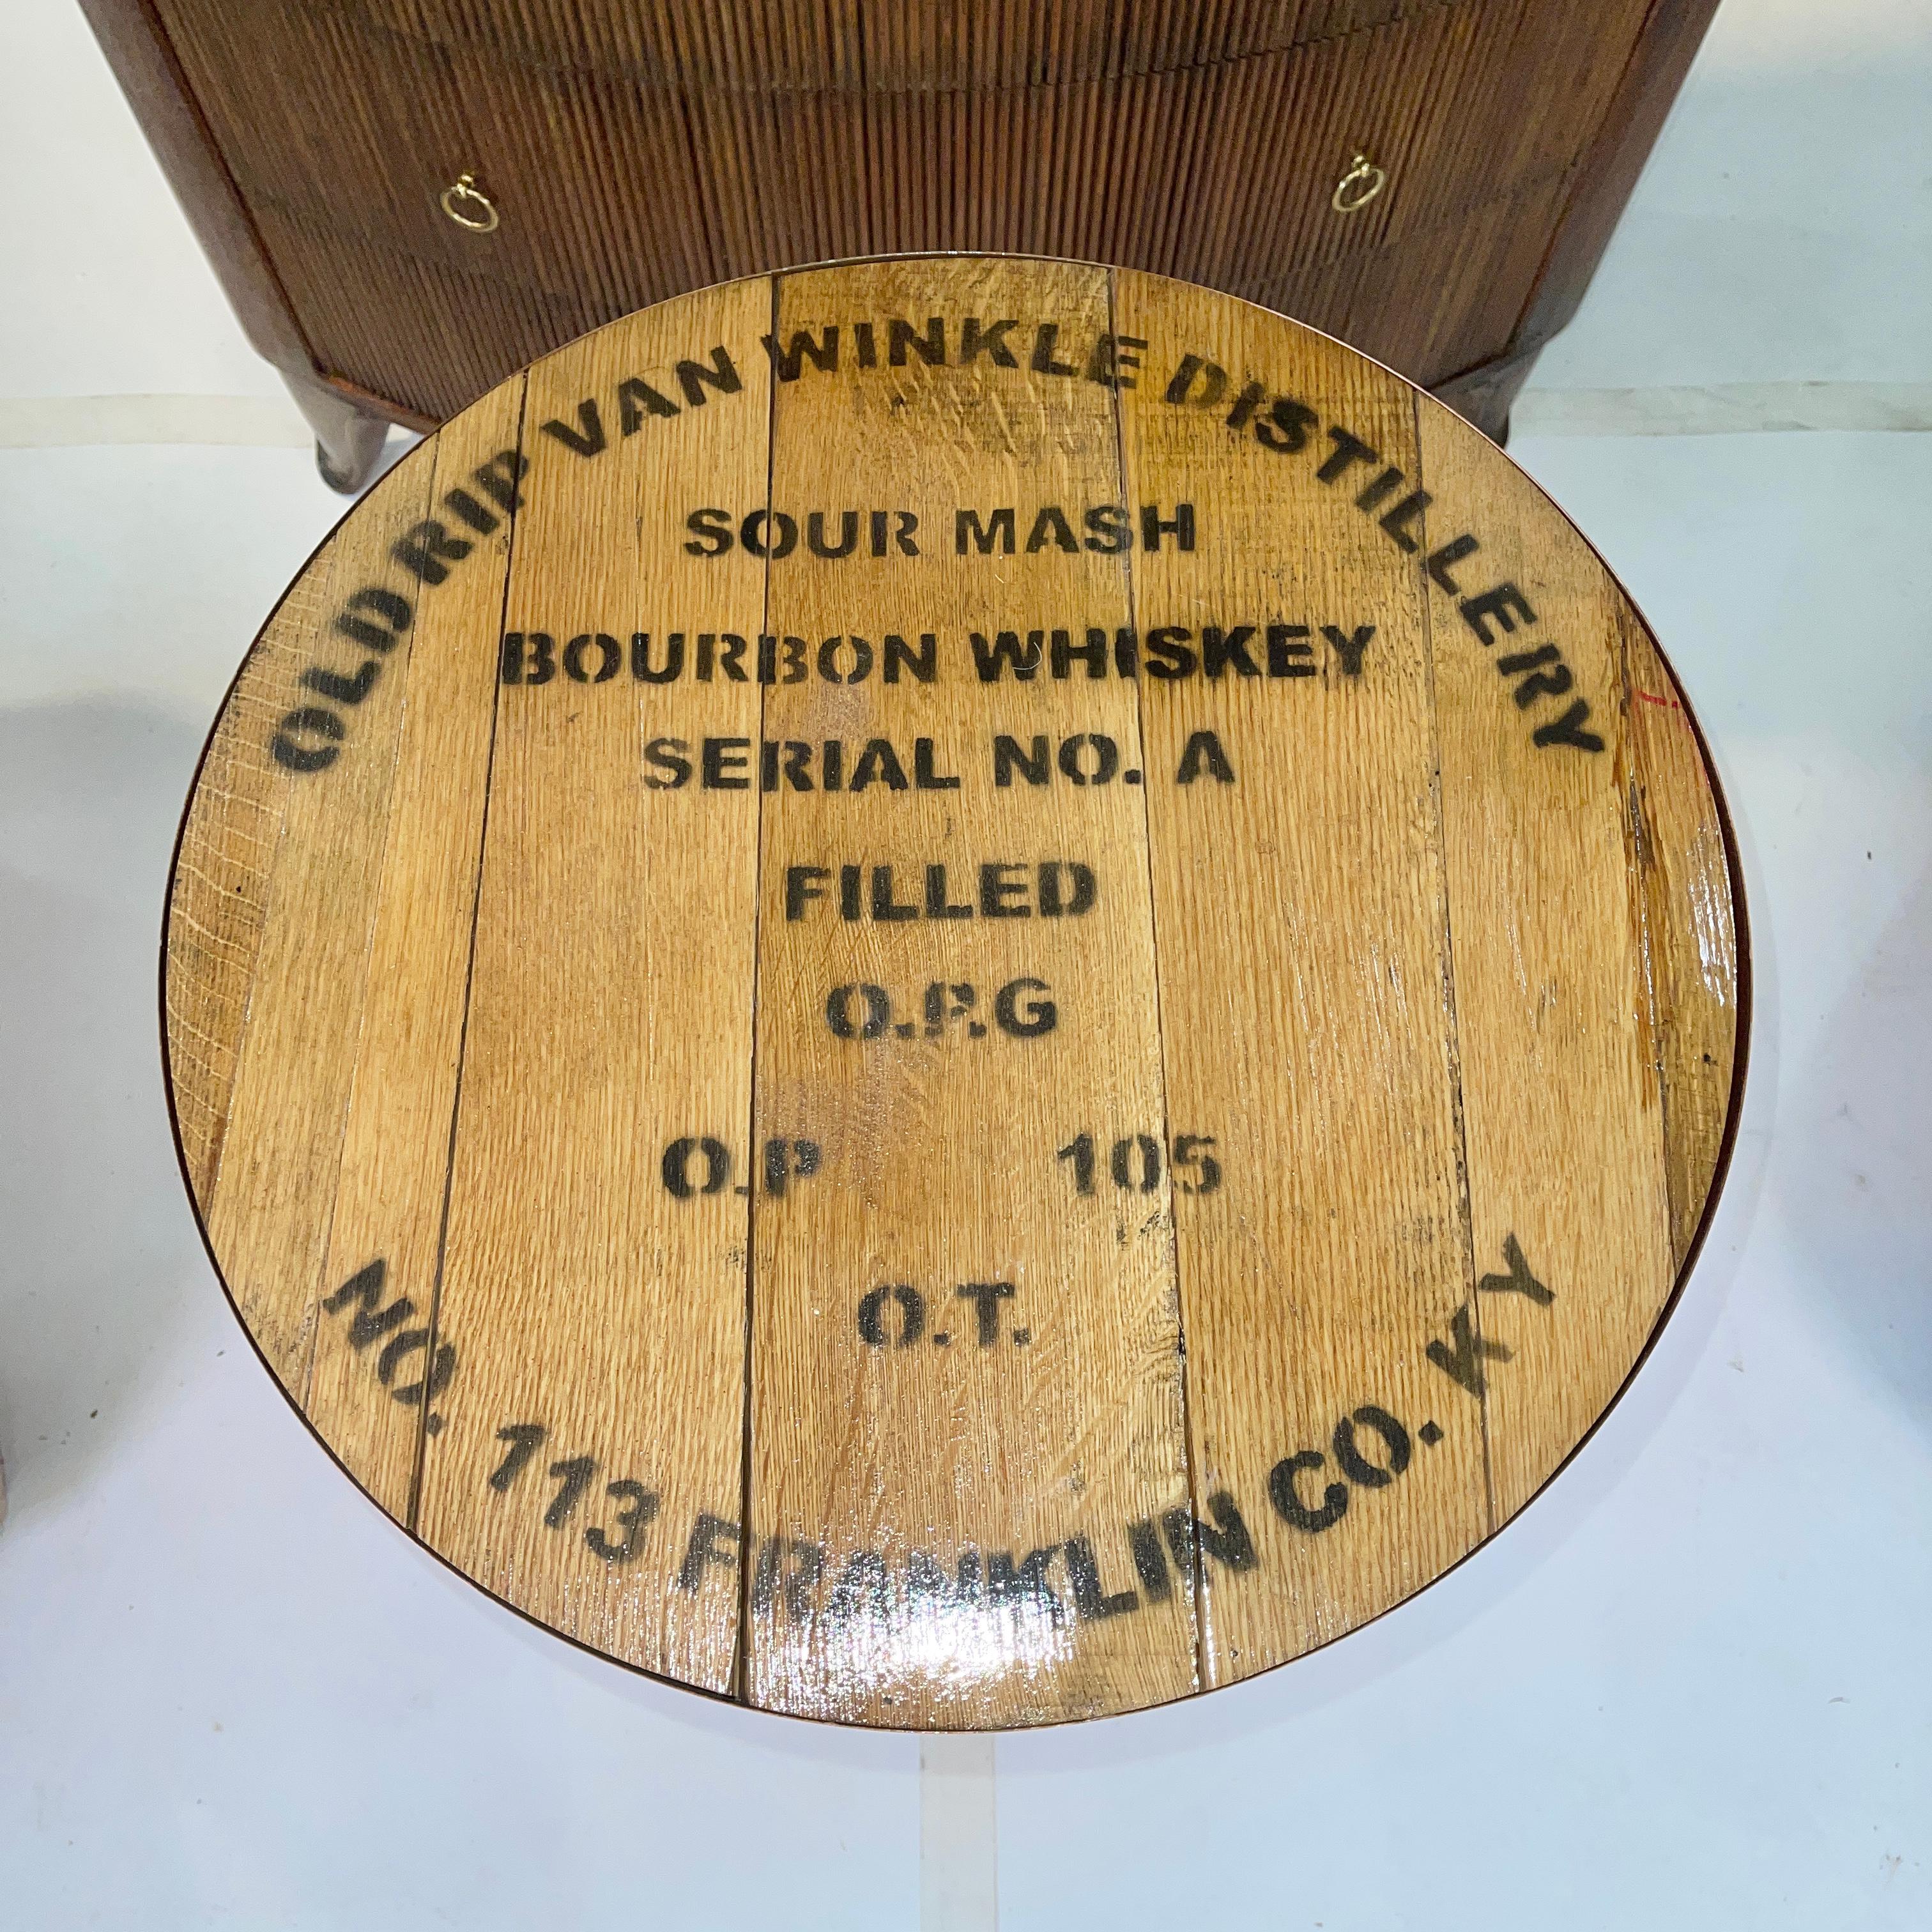 OLD RIP VAN WINKLE DISTILLERY
SOUR MASH
BOURBON WHISKEY
SERIAL NO. A
FILLED
O.P.G
O.P 105
O.T.
NO. 113 FRANKLIN CO. KY